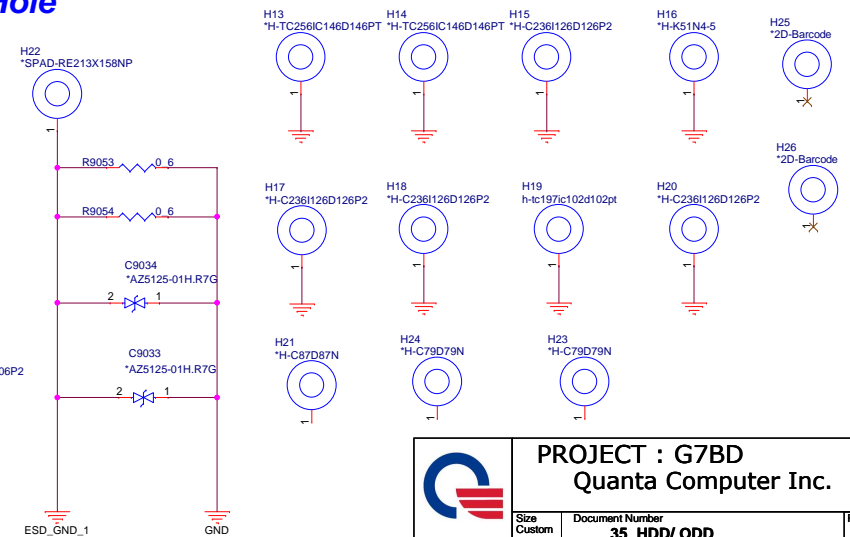 Hole
H22
*SPAD-RE213X158NP
1
R9053 0_6
R9054 0_6
C9034
*AZ5125-01H.R7G
2 1
C9033
*AZ5125-01H.R7G
2 1
06P2
ESD_GND_1
GND
H13
*H-TC256IC146D146PT
1
H14
*H-TC256IC146D146PT
1
H15
*H-C236I126D126P2
1
H16
*H-K51N4-5
1
H25
*2D-Barcode
1
H26
*2D-Barcode
1
H17
*H-C236I126D126P2
1
H18
*H-C236I126D126P2
1
H19
h-tc197ic102d102pt
1
H20
*H-C236I126D126P2
1
H21
*H-C87D87N
1
H24
*H-C79D79N
1
H23
*H-C79D79N
1
PROJECT : G7BD
Quanta Computer Inc.
Size
Custom
Document Number
35 HDD/ ODD